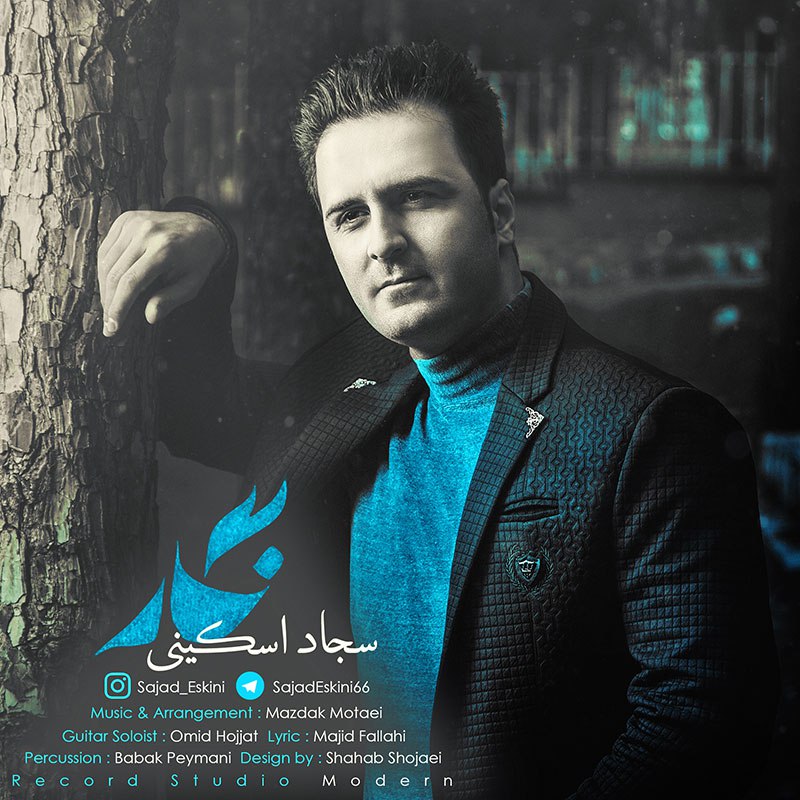 نگار
سجاد اسکینی
Sajad_Eskini SajadEskini66
Music & Arrangement : Mazdak Motaei
Guitar Soloist : Omid Hojjat Lyric : Majid Fallahi
Percussion : Babak Peymani Design by : Shahab Shojaei
Record Studio Modern